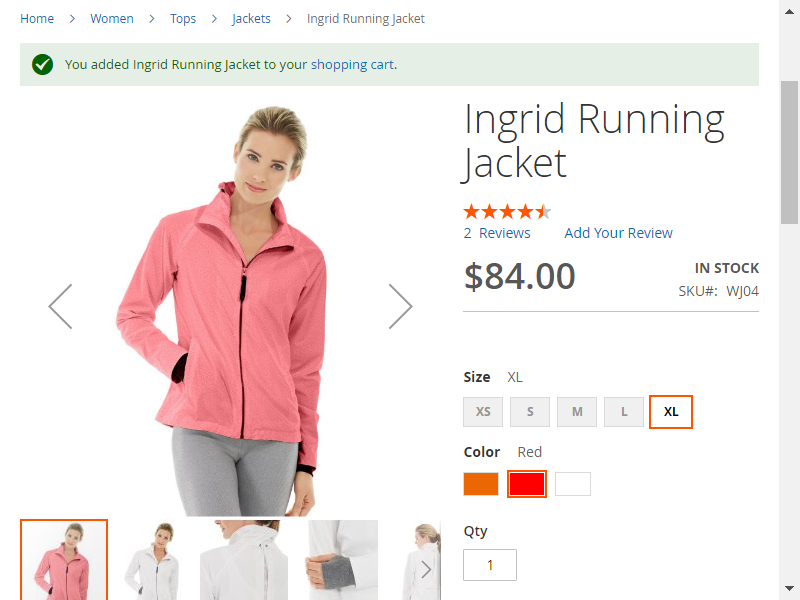 Home > Women > Tops > Jackets > Ingrid Running Jacket
You added Ingrid Running Jacket to your shopping cart.
Ingrid Running
Jacket
2 Reviews Add Your Review
$84.00
IN STOCK
SKU#: WJ04
Size XL
XS S M L XL
Color Red
Qty
1